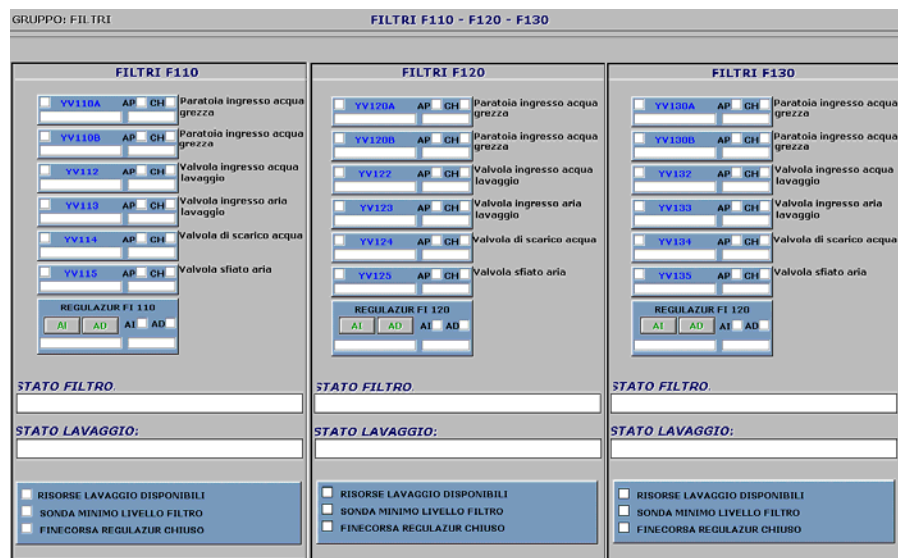 GRUPPO: FILTRI
FILTRI F110 - F120 - F130
FILTRI F110
YV110A AP CH Paratoia ingresso acqua
grezza
YV110B AP CH Paratoia ingresso acqua
grezza
YV112 AP CH Valvola ingresso acqua
lavaggio
YV113 AP CH Valvola ingresso aria
lavaggio
YV114 AP CH Valvola di scarico acqua
YV115 AP CH Valvola sfiato aria
REGULAZUR FI 110
AI AD AI AD
STATO FILTRO.
STATO LAVAGGIO:
RISORSE LAVAGGIO DISPONIBILI
SONDA MINIMO LIVELLO FILTRO
FINECORSA REGULAZUR CHIUSO
FILTRI F120
YV120A AP CH Paratoia ingresso acqua
grezza
YV120B AP CH Paratoia ingresso acqua
grezza
YV122 AP CH Valvola ingresso acqua
lavaggio
YV123 AP CH Valvola ingresso aria
lavaggio
YV124 AP CH Valvola di scarico acqua
YV125 AP CH Valvola sfiato aria
REGULAZUR FI 120
AI AD AI AD
STATO FILTRO.
STATO LAVAGGIO:
RISORSE LAVAGGIO DISPONIBILI
SONDA MINIMO LIVELLO FILTRO
FINECORSA REGULAZUR CHIUSO
FILTRI F130
YV130A AP CH Paratoia ingresso acqua
grezza
YV130B AP CH Paratoia ingresso acqua
grezza
YV132 AP CH Valvola ingresso acqua
lavaggio
YV133 AP CH Valvola ingresso aria
lavaggio
YV134 AP CH Valvola di scarico acqua
YV135 AP CH Valvola sfiato aria
REGULAZUR FI 120
AI AD AI AD
STATO FILTRO.
STATO LAVAGGIO:
RISORSE LAVAGGIO DISPONIBILI
SONDA MINIMO LIVELLO FILTRO
FINECORSA REGULAZUR CHIUSO